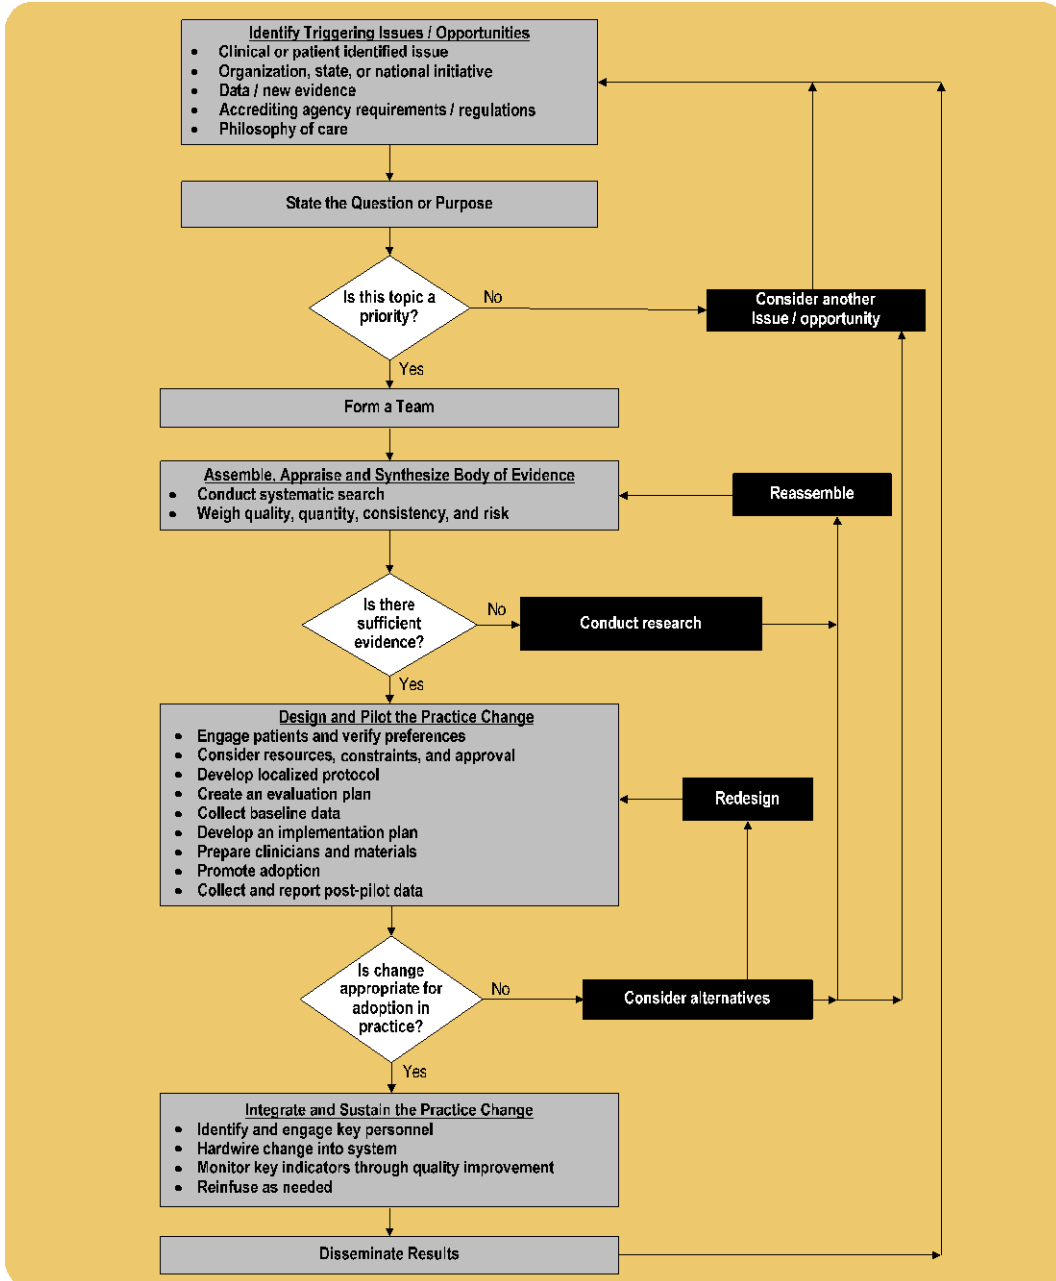 Identify Triggering Issues / Opportunities
• Clinical or patient identified issue
• Organization, state, or national initiative
• Data / new evidence
• Accrediting agency requirements / regulations
• Philosophy of care
State the Question or Purpose
Is this topic a
priority?
No
Consider another
Issue / opportunity
Yes
Form a Team
Assemble, Appraise and Synthesize Body of Evidence
• Conduct systematic search
• Weigh quality, quantity, consistency, and risk
Reassemble
Is there
sufficient
evidence?
No
Conduct research
Yes
Design and Pilot the Practice Change
• Engage patients and verify preferences
• Consider resources, constraints, and approval
• Develop localized protocol
• Create an evaluation plan
• Collect baseline data
• Develop an implementation plan
• Prepare clinicians and materials
• Promote adoption
• Collect and report post-pilot data
Redesign
Is change
appropriate for
adoption in
practice?
No
Consider alternatives
Yes
Integrate and Sustain the Practice Change
• Identify and engage key personnel
• Hardwire change into system
• Monitor key indicators through quality improvement
• Reinfuse as needed
Disseminate Results